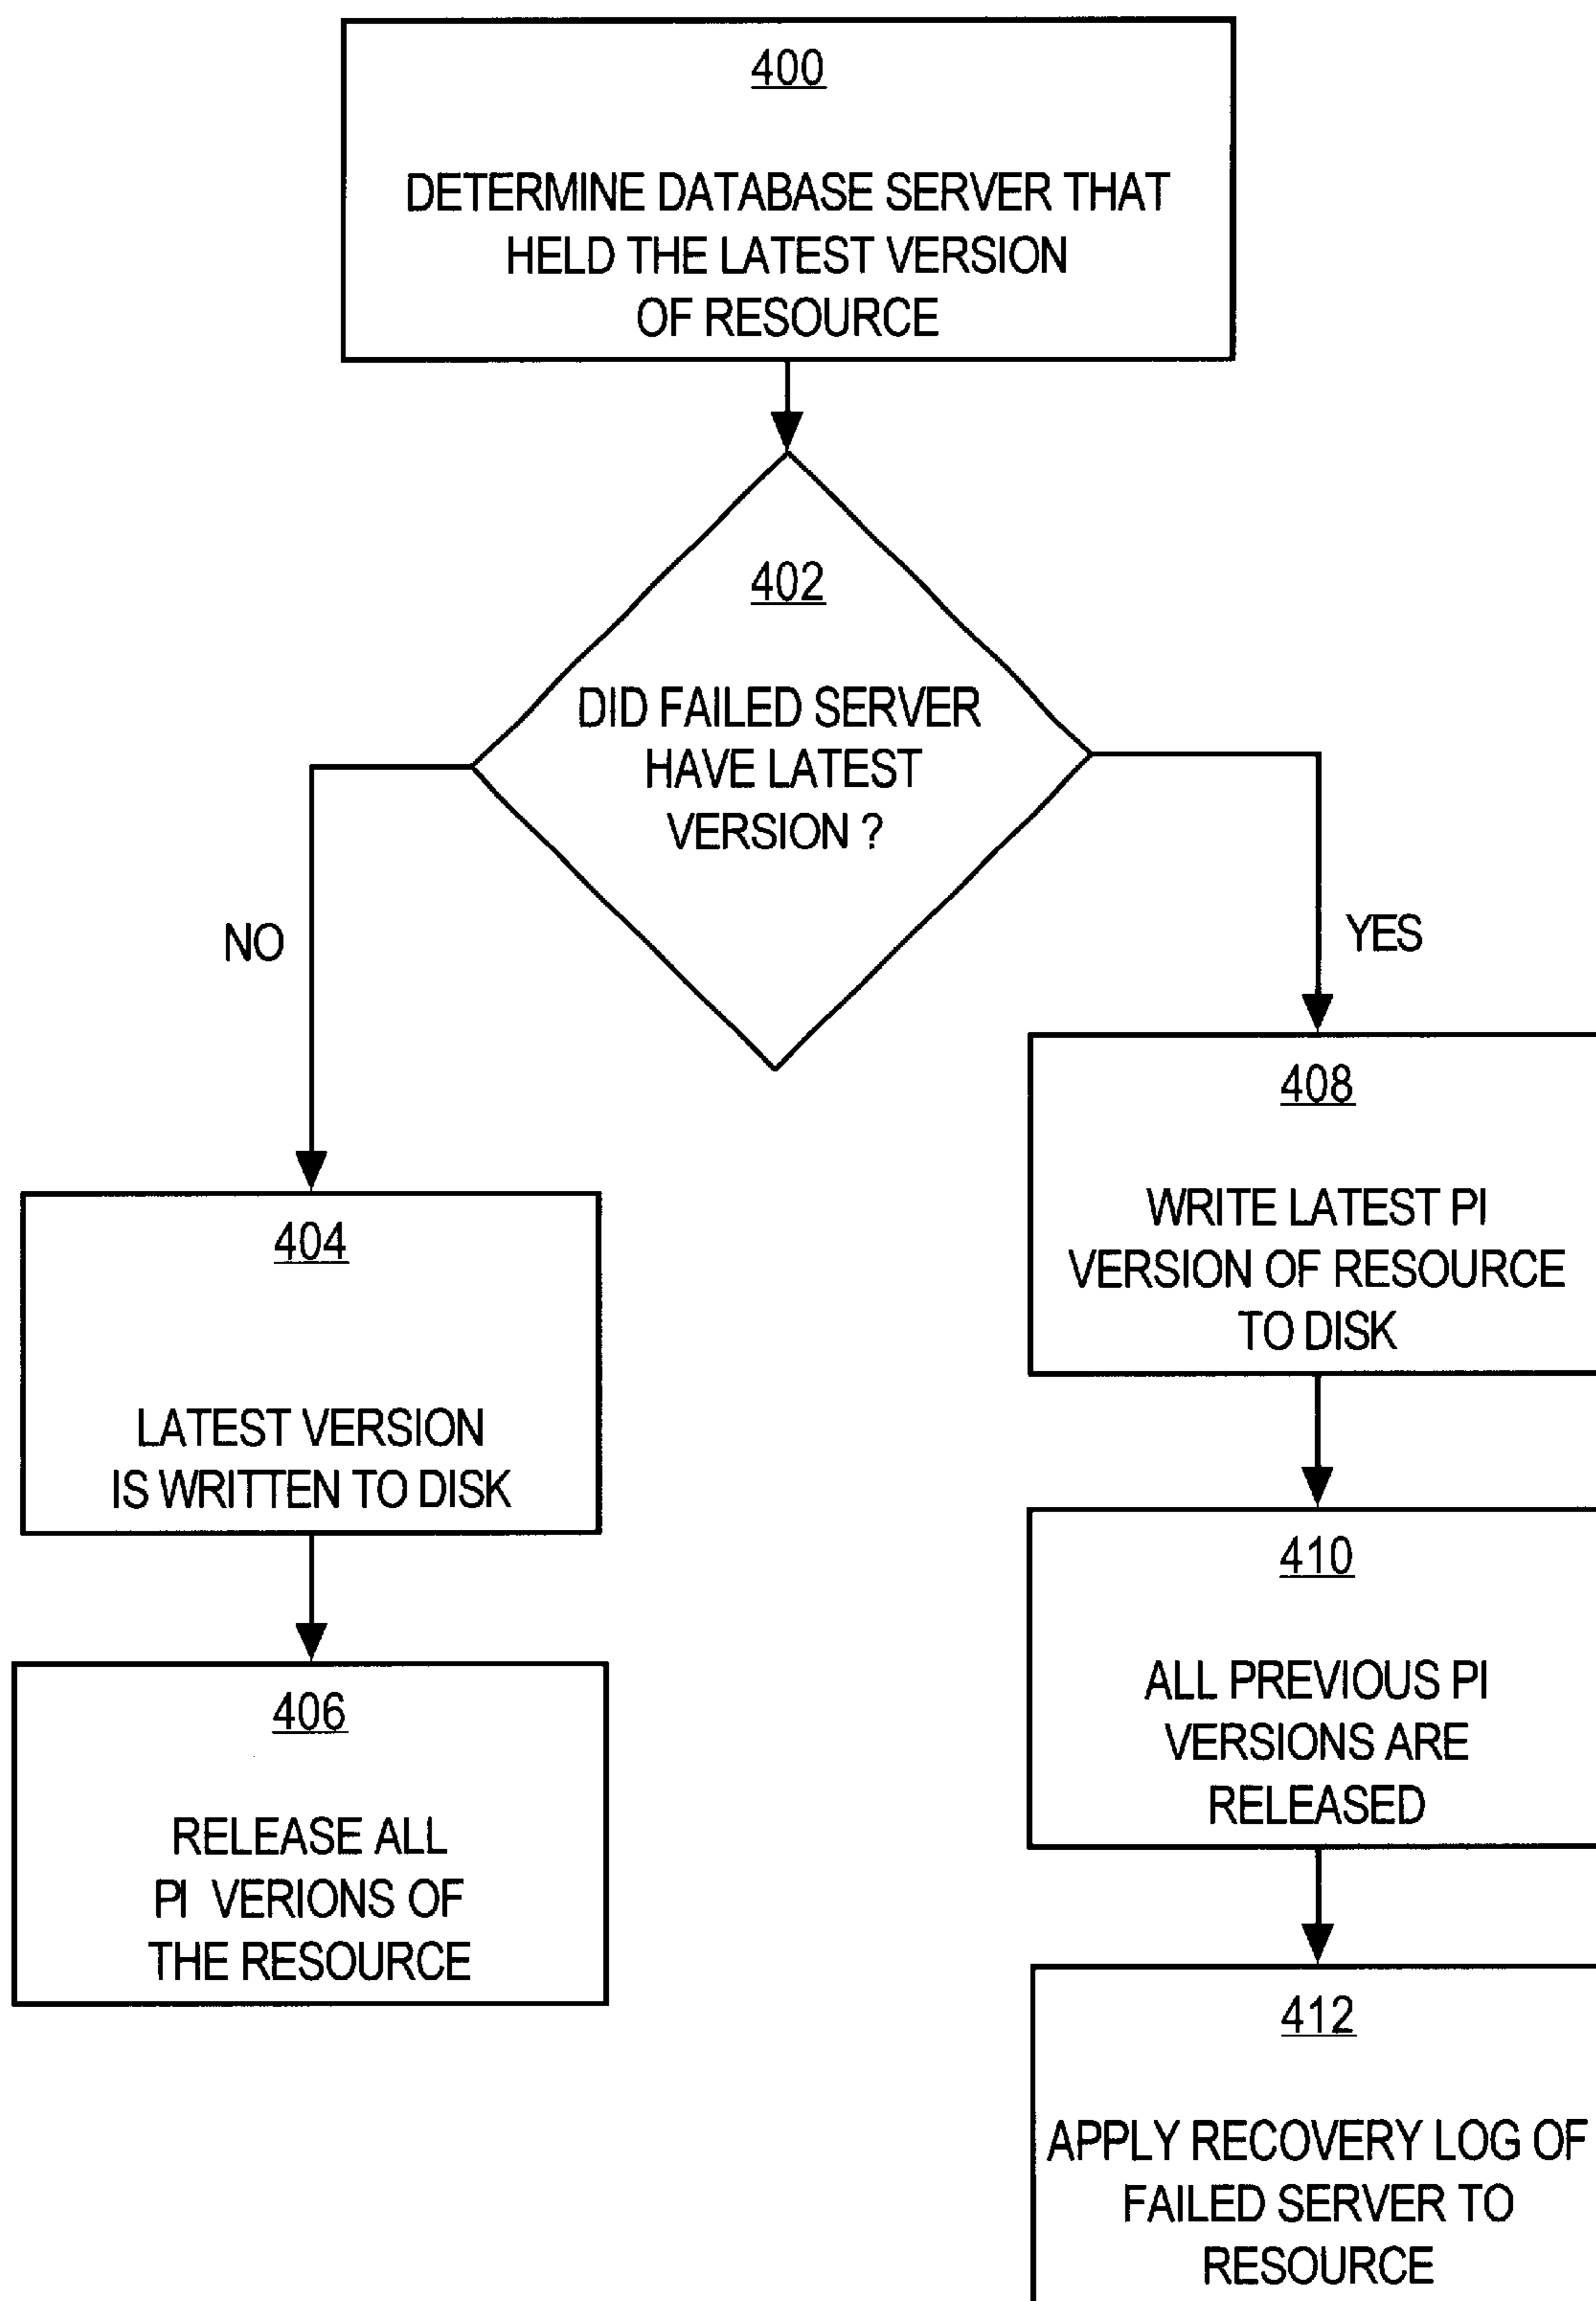 400
DETERMINE DATABASE SERVER THAT
HELD THE LATEST VERSION
OF RESOURCE
402
DID FAILED SERVER
HAVE LATEST
VERSION ?
NO
YES
404
LATEST VERSION
IS WRITTEN TO DISK
406
RELEASE ALL
PI VERIONS OF
THE RESOURCE
408
WRITE LATEST PI
VERSION OF RESOURCE
TO DISK
410
ALL PREVIOUS PI
VERSIONS ARE
RELEASED
412
APPLY RECOVERY LOG OF
FAILED SERVER TO
RESOURCE